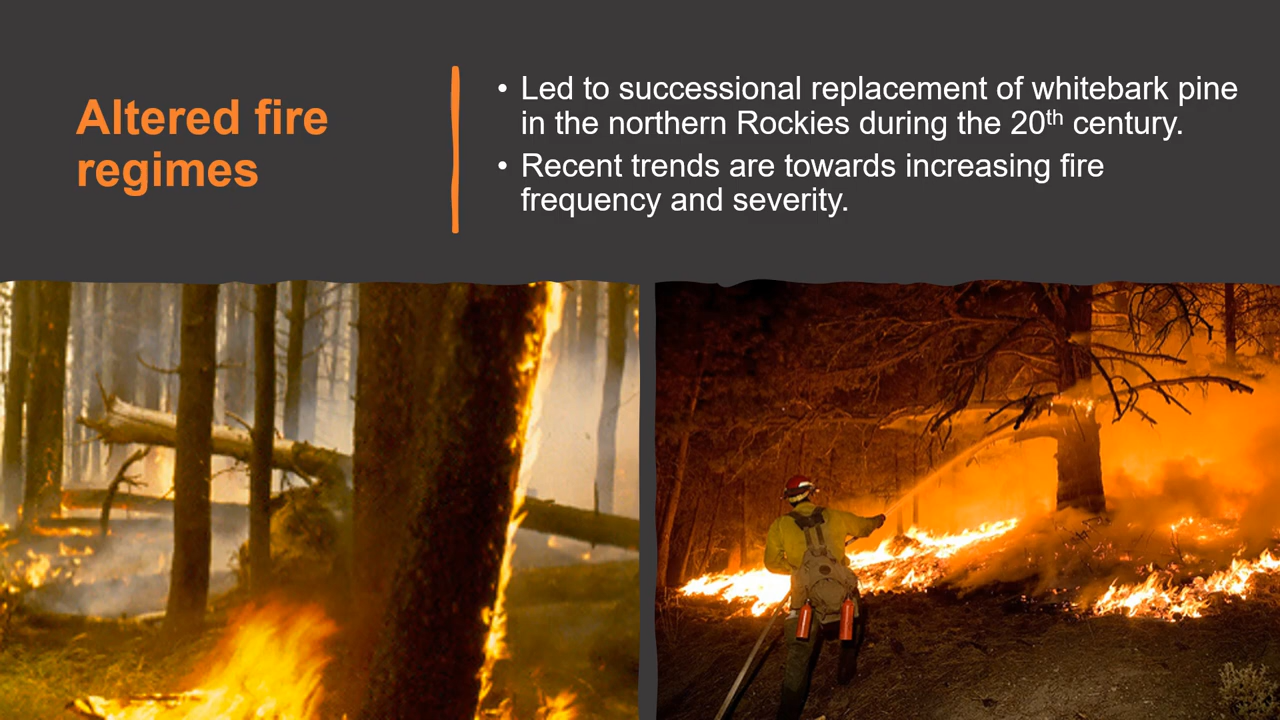 Altered fire
regimes
• Led to successional replacement of whitebark pine
in the northern Rockies during the 20th century.
• Recent trends are towards increasing fire
frequency and severity.